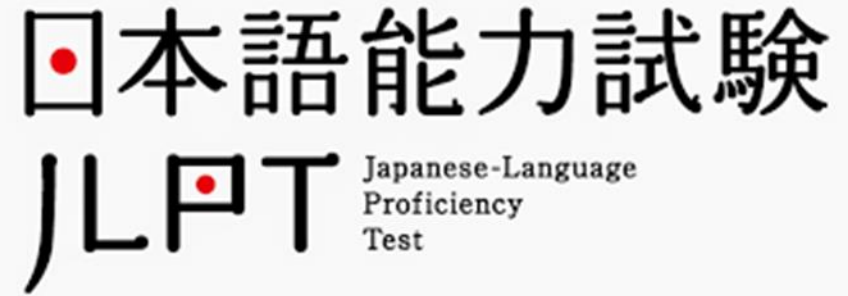 日本語能力試験
JLPT
Japanese-Language
Proficiency
Test